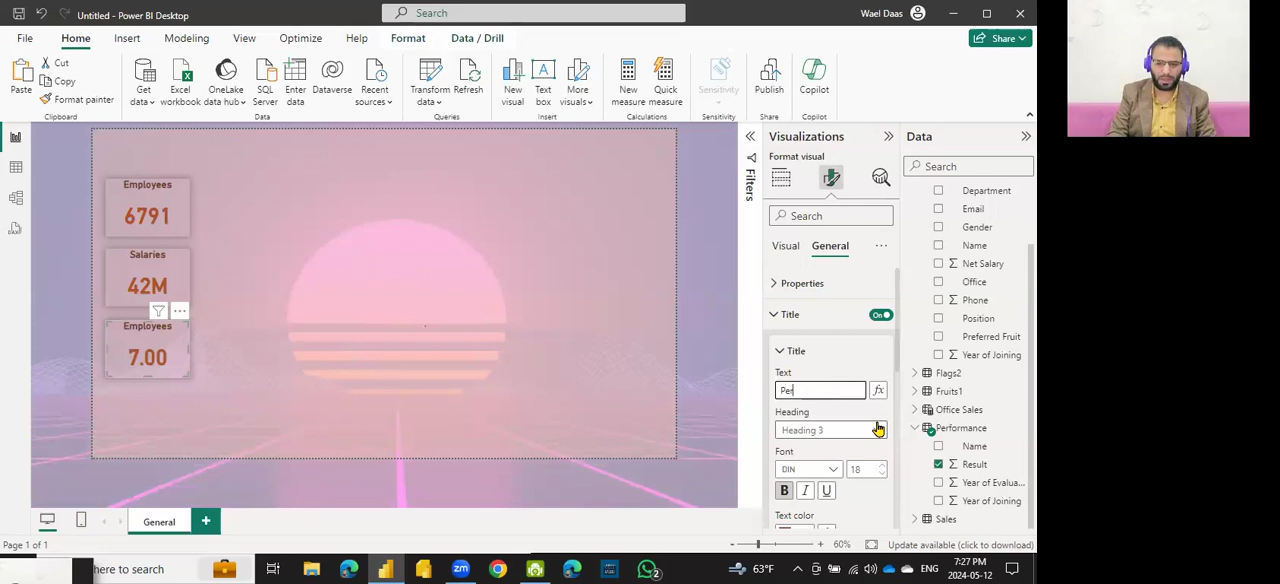 Untitled - Power BI Desktop
Search
Wael Daas
File Home Insert Modeling View Optimize Help Format Data / Drill
Share
Paste
Cut
Copy
Format painter
Get data
Excel workbook
OneLake data hub
SQL Server
Enter data
Dataverse
Recent sources
Transform data
Refresh
New visual
Text box
More visuals
New measure
Quick measure
Sensitivity
Publish
Copilot
Clipboard
Data
Queries
Insert
Calculations
Sensitivity
Share
Copilot
Employees
6791
Salaries
42M
Employees
7.00
Filters
Visualizations
Format visual
Search
Visual General ...
Properties
Title On
Title
Text
Per
fx
Heading
Heading 3
Font
DIN 18
B I U
Text color
Data
Search
Department
Email
Gender
Name
Net Salary
Office
Phone
Position
Preferred Fruit
Year of Joining
Flags2
Fruits1
Office Sales
Performance
Name
Result
Year of Evalua...
Year of Joining
Sales
General
Page 1 of 1
60%
Update available (click to download)
here to search
63°F
ENG
7:27 PM
2024-05-12